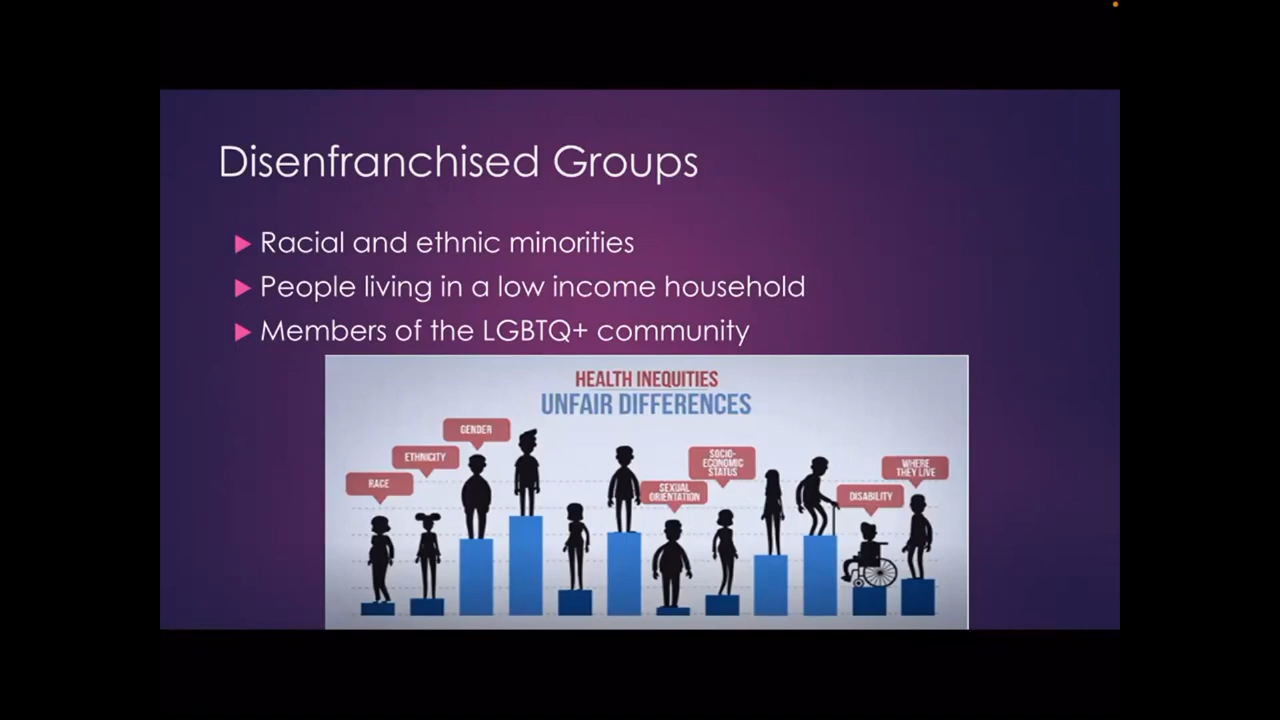 Disenfranchised Groups
Racial and ethnic minorities
People living in a low income household
Members of the LGBTQ+ community
HEALTH INEQUITIES
UNFAIR DIFFERENCES
RACE
ETHNICITY
GENDER
SEXUAL
ORIENTATION
SOCIO-
ECONOMIC
STATUS
DISABILITY
WHERE
THEY LIVE